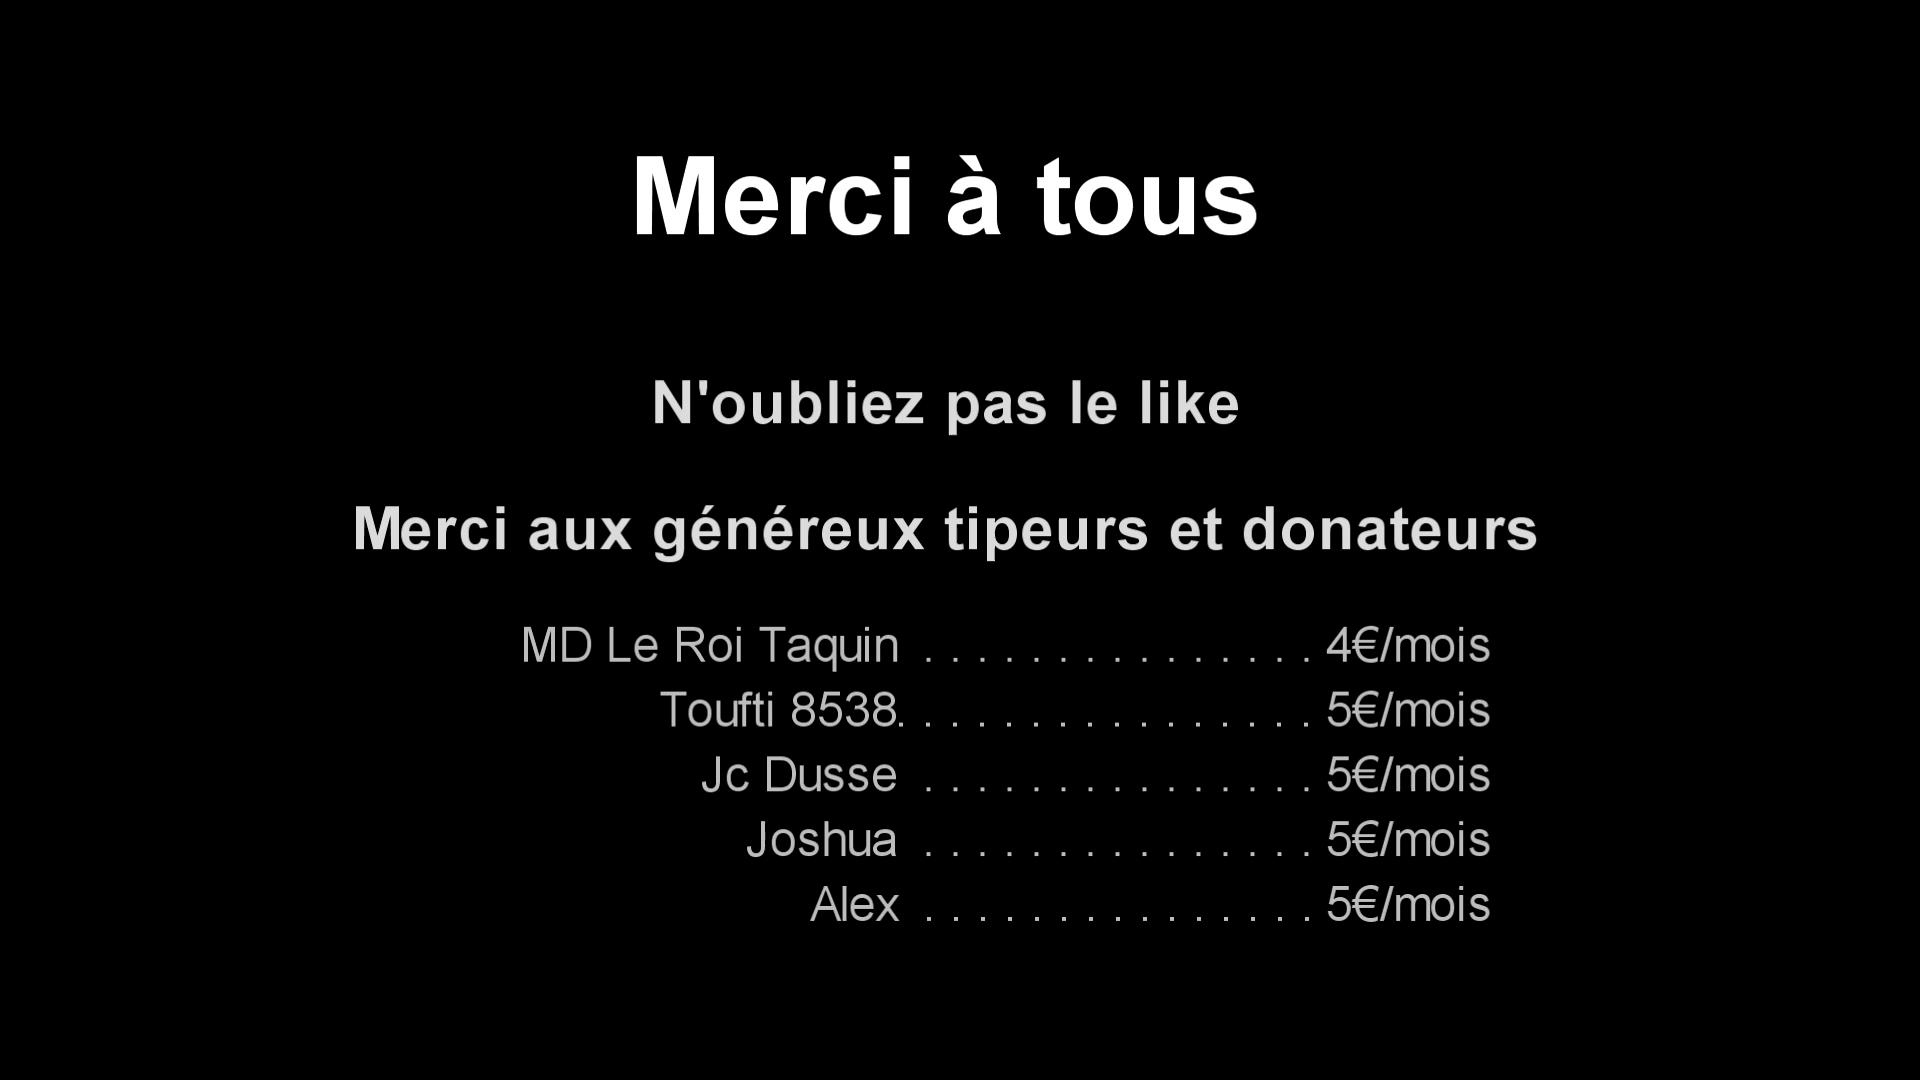 Merci à tous
N'oubliez pas le like
Merci aux généreux tipeurs et donateurs
MD Le Roi Taquin . . . . . . . . . . . . . . . 4€/mois
Toufti 8538. . . . . . . . . . . . . . . . 5€/mois
Jc Dusse . . . . . . . . . . . . . . . 5€/mois
Joshua . . . . . . . . . . . . . . . 5€/mois
Alex . . . . . . . . . . . . . . . 5€/mois